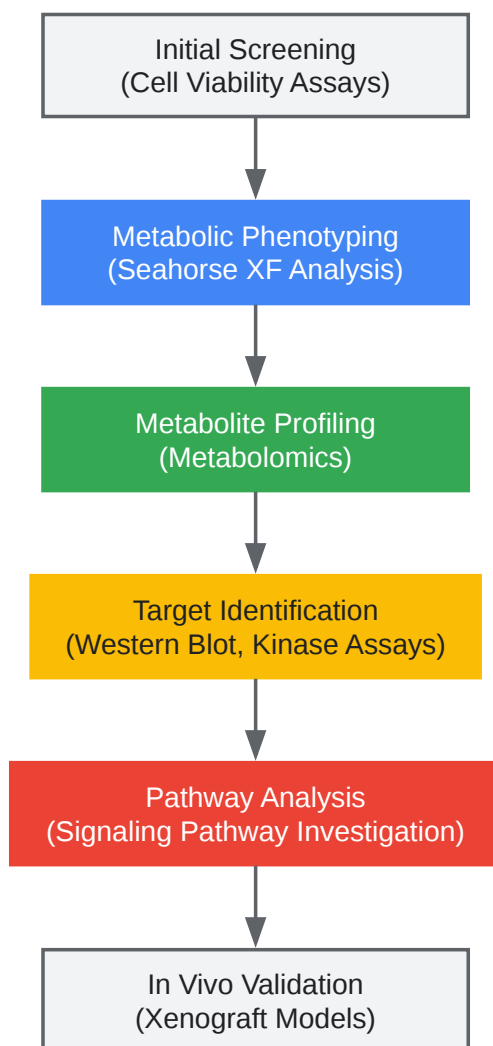 Initial Screening
(Cell Viability Assays)
Metabolic Phenotyping
(Seahorse XF Analysis)
Metabolite Profiling
(Metabolomics)
Target Identification
(Western Blot, Kinase Assays)
Pathway Analysis
(Signaling Pathway Investigation)
In Vivo Validation
(Xenograft Models)